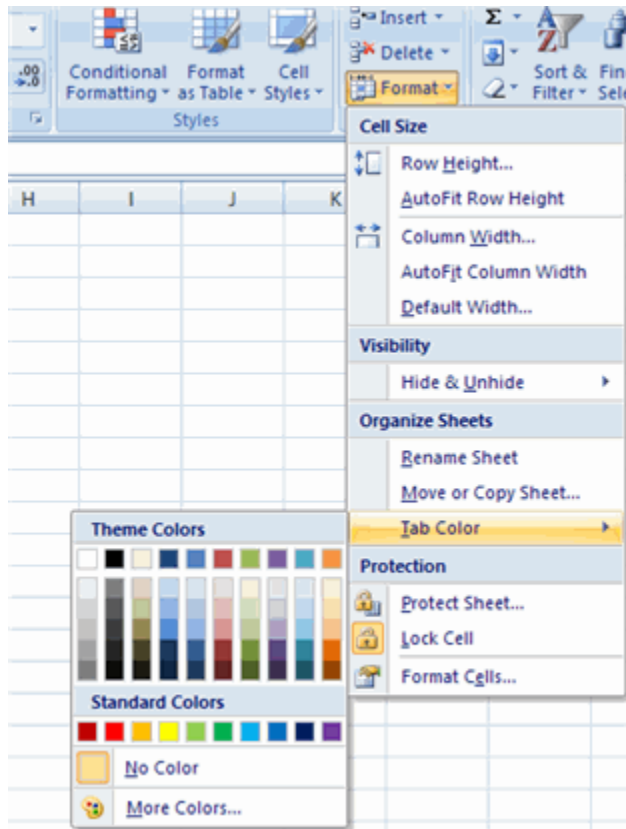 Insert
Σ
Delete
.00
.0
Conditional Formatting
Format as Table
Cell Styles
Format
Sort & Filter
Styles
H I J K
Cell Size
Row Height...
AutoFit Row Height
Column Width...
AutoFit Column Width
Default Width...
Visibility
Hide & Unhide
Organize Sheets
Rename Sheet
Move or Copy Sheet...
Tab Color
Protection
Protect Sheet...
Lock Cell
Format Cells...
Theme Colors
Standard Colors
No Color
More Colors...